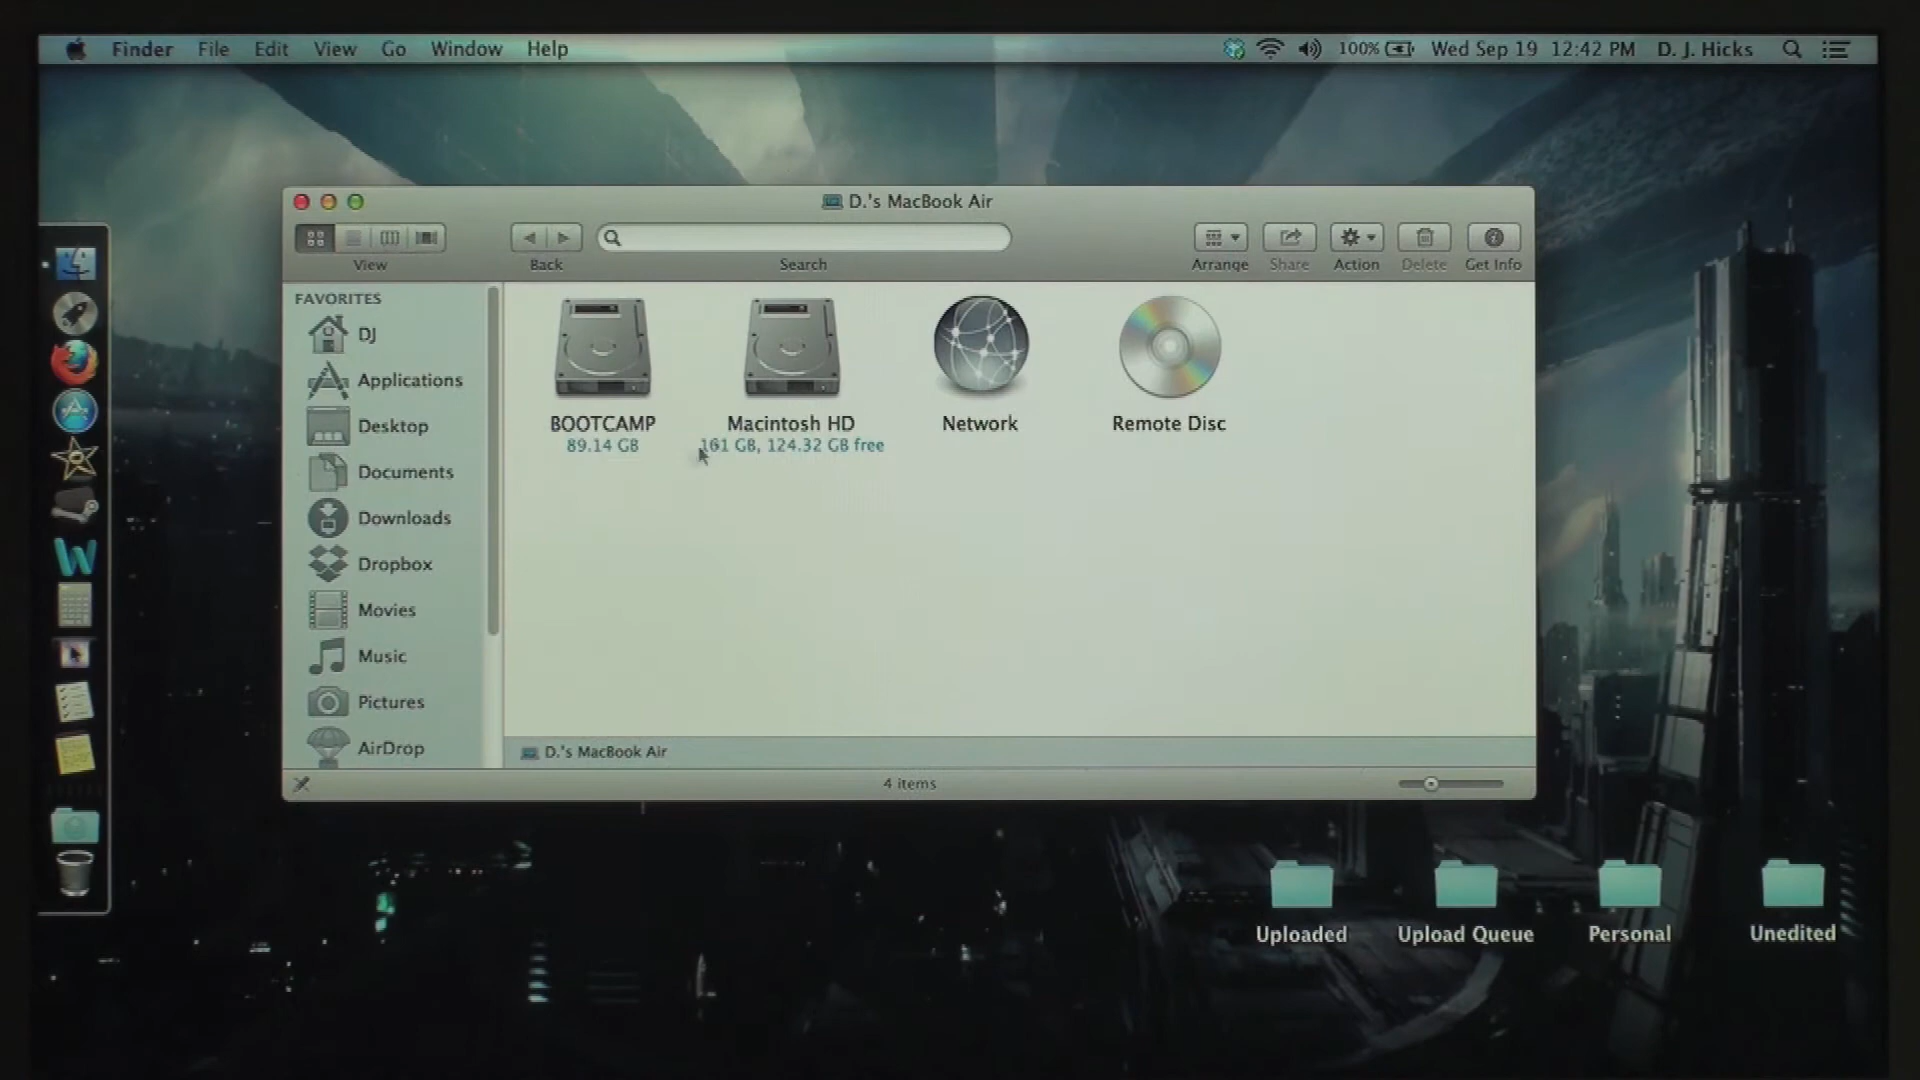 Finder File Edit View Go Window Help
100% Wed Sep 19 12:42 PM D. J. Hicks
D.'s MacBook Air
View Back Search Arrange Share Action Delete Get Info
FAVORITES
DJ
Applications
Desktop
Documents
Downloads
Dropbox
Movies
Music
Pictures
AirDrop
BOOTCAMP
89.14 GB
Macintosh HD
161 GB, 124.32 GB free
Network
Remote Disc
D.'s MacBook Air
4 items
Uploaded
Upload Queue
Personal
Unedited